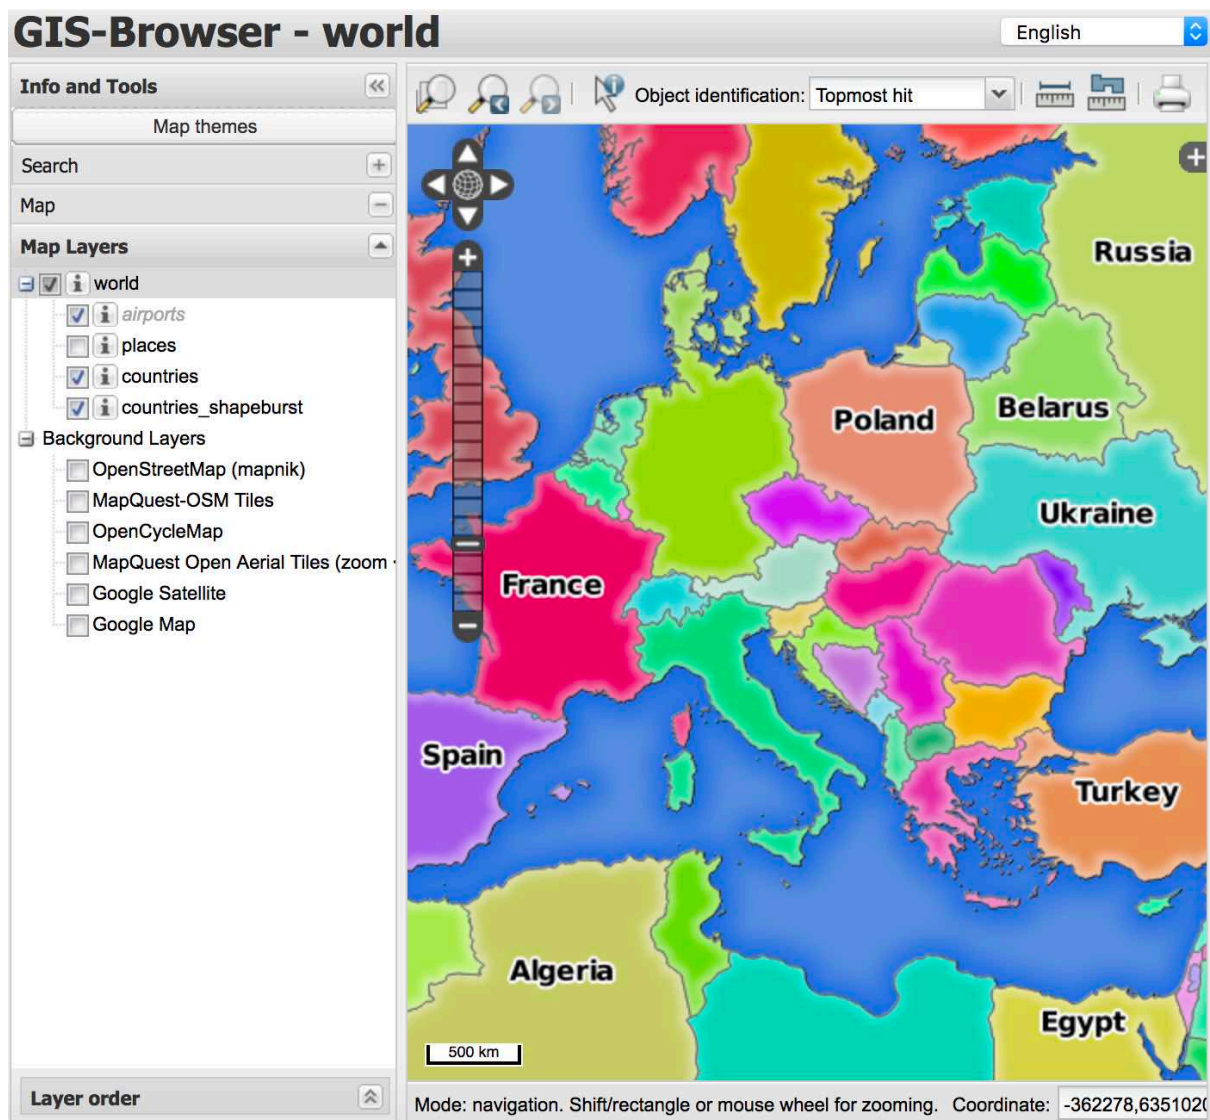 GIS-Browser - world
English
Info and Tools
Map themes
Search
Map
Map Layers
world
airports
places
countries
countries_shapeburst
Background Layers
OpenStreetMap (mapnik)
MapQuest-OSM Tiles
OpenCycleMap
MapQuest Open Aerial Tiles (zoom
Google Satellite
Google Map
Layer order
Object identification: Topmost hit
Russia
Poland
Belarus
Ukraine
France
Spain
Turkey
Algeria
Egypt
500 km
Mode: navigation. Shift/rectangle or mouse wheel for zooming. Coordinate: -362278,6351020